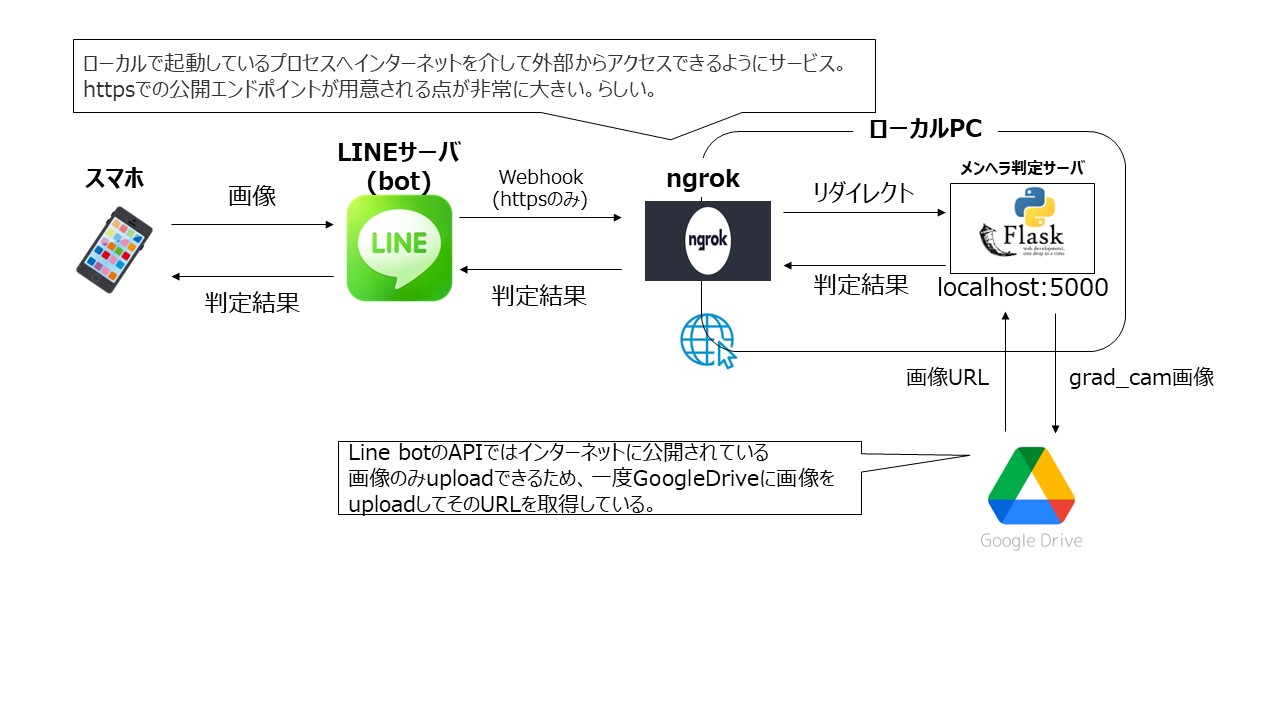 ローカルで起動しているプロセスへインターネットを介して外部からアクセスできるようにサービス。
httpsでの公開エンドポイントが用意される点が非常に大きい。らしい。
ローカルPC
スマホ
LINEサーバ
(bot)
Webhook
(httpsのみ)
ngrok
メンヘラ判定サーバ
画像
リダイレクト
LINE
ngrok
Flask
web development,
one drop at a time
判定結果
判定結果
判定結果
localhost:5000
画像URL
grad_cam画像
Line botのAPIではインターネットに公開されている
画像のみuploadできるため、一度GoogleDriveに画像を
uploadしてそのURLを取得している。
Google Drive